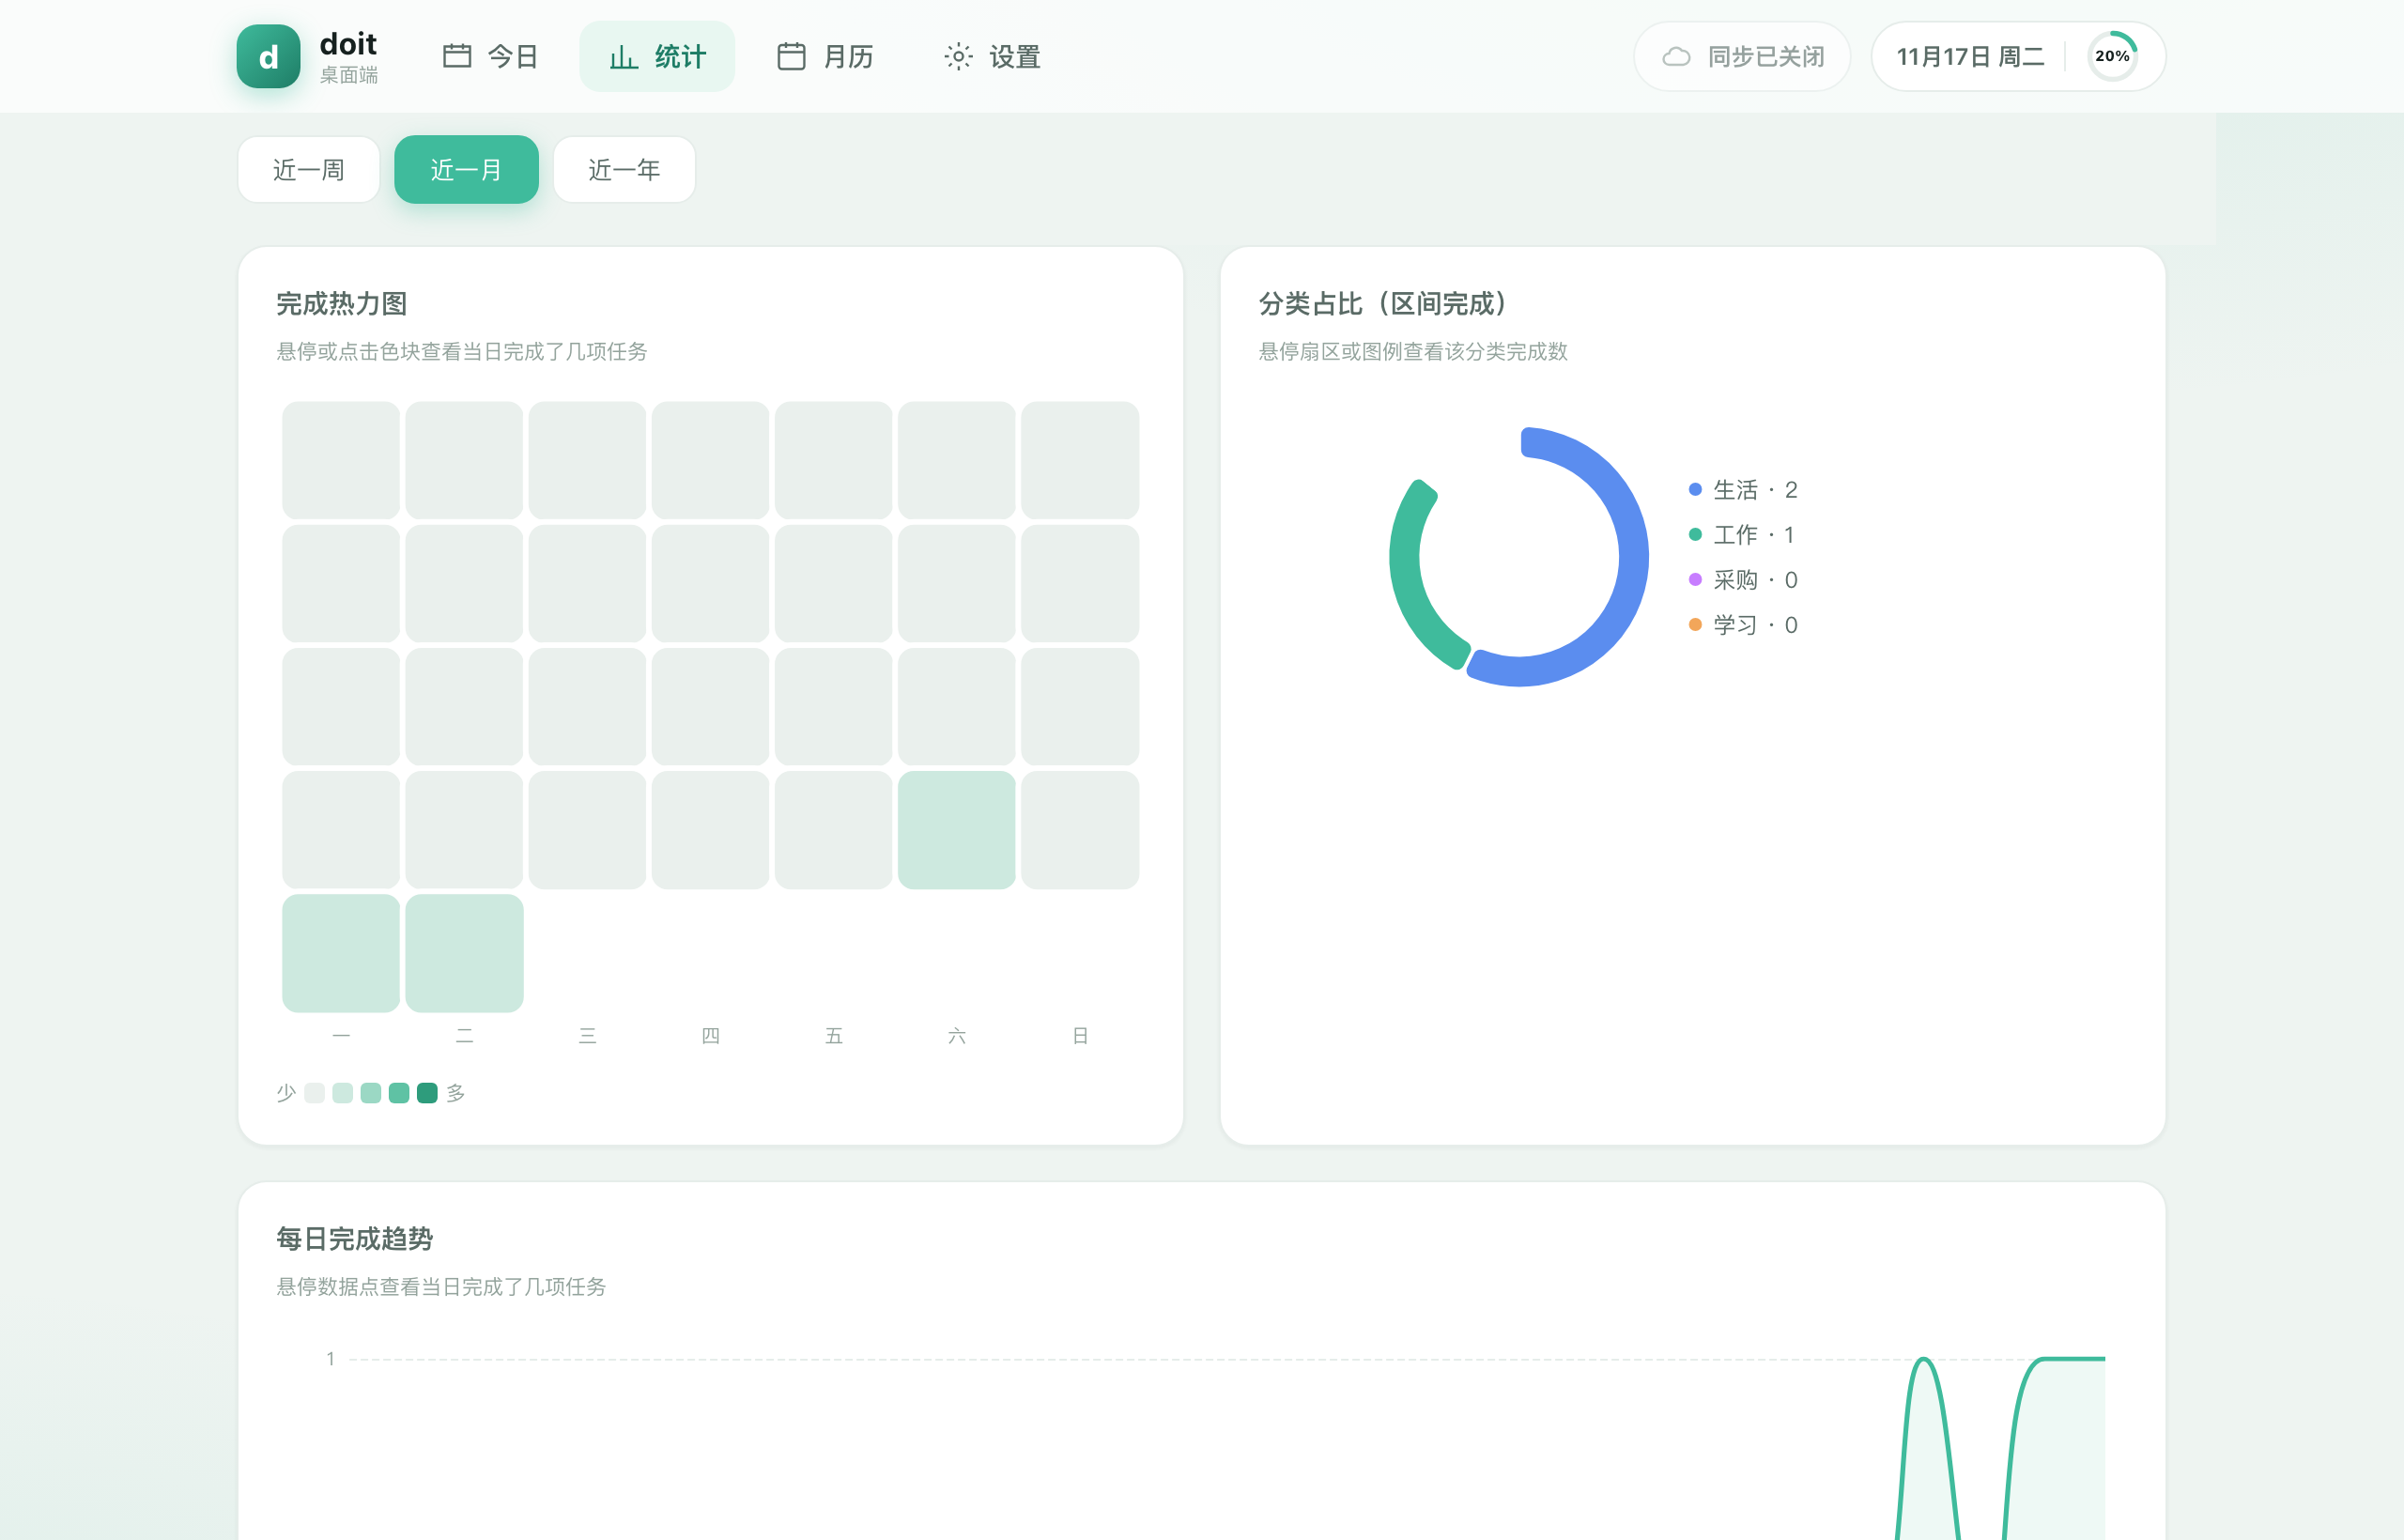 d
doit
桌面端
今日
统计
月历
设置
同步已关闭
11月17日 周二
20%
近一周
近一月
近一年
完成热力图
悬停或点击色块查看当日完成了几项任务
一 二 三 四 五 六 日
少 多
分类占比（区间完成）
悬停扇区或图例查看该分类完成数
生活 · 2
工作 · 1
采购 · 0
学习 · 0
每日完成趋势
悬停数据点查看当日完成了几项任务
1